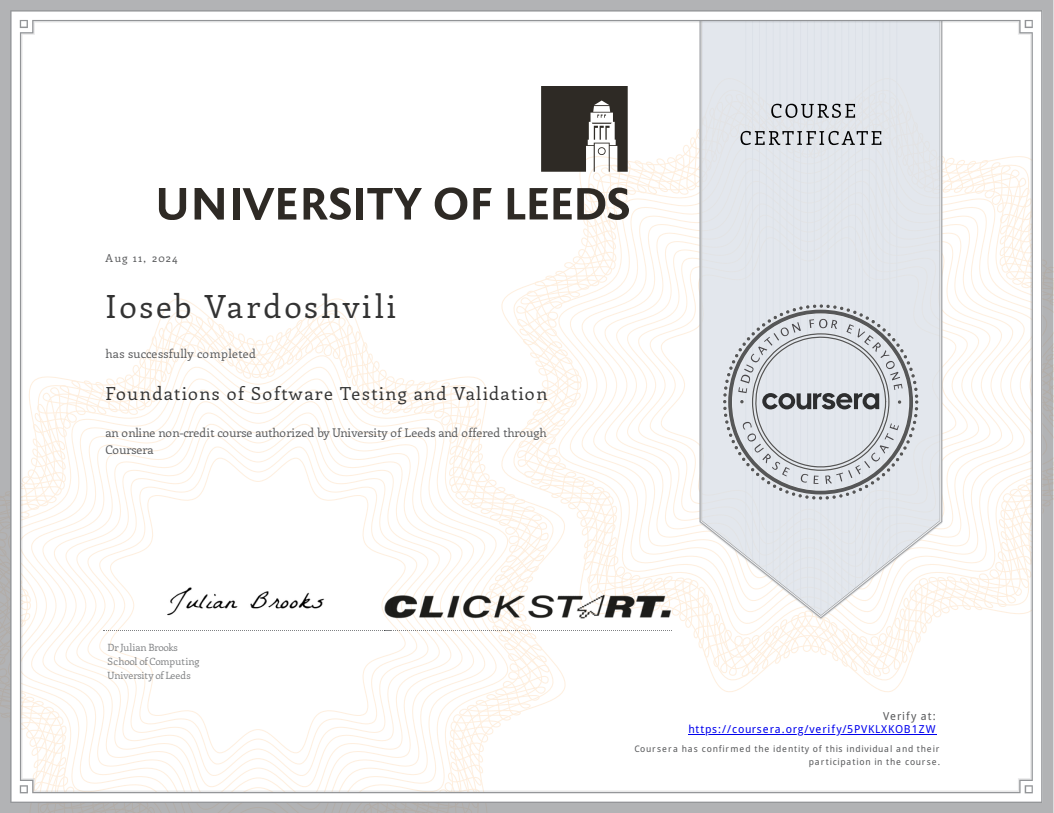 COURSE
CERTIFICATE
UNIVERSITY OF LEEDS
Aug 11, 2024
Ioseb Vardoshvili
has successfully completed
Foundations of Software Testing and Validation
an online non-credit course authorized by University of Leeds and offered through
Coursera
EDUCATION FOR EVERYONE
coursera
COURSE CERTIFICATE
Julian Brooks
CLICKSTART.
Dr Julian Brooks
School of Computing
University of Leeds
Verify at:
https://coursera.org/verify/5PVKLXKOB1ZW
Coursera has confirmed the identity of this individual and their
participation in the course.